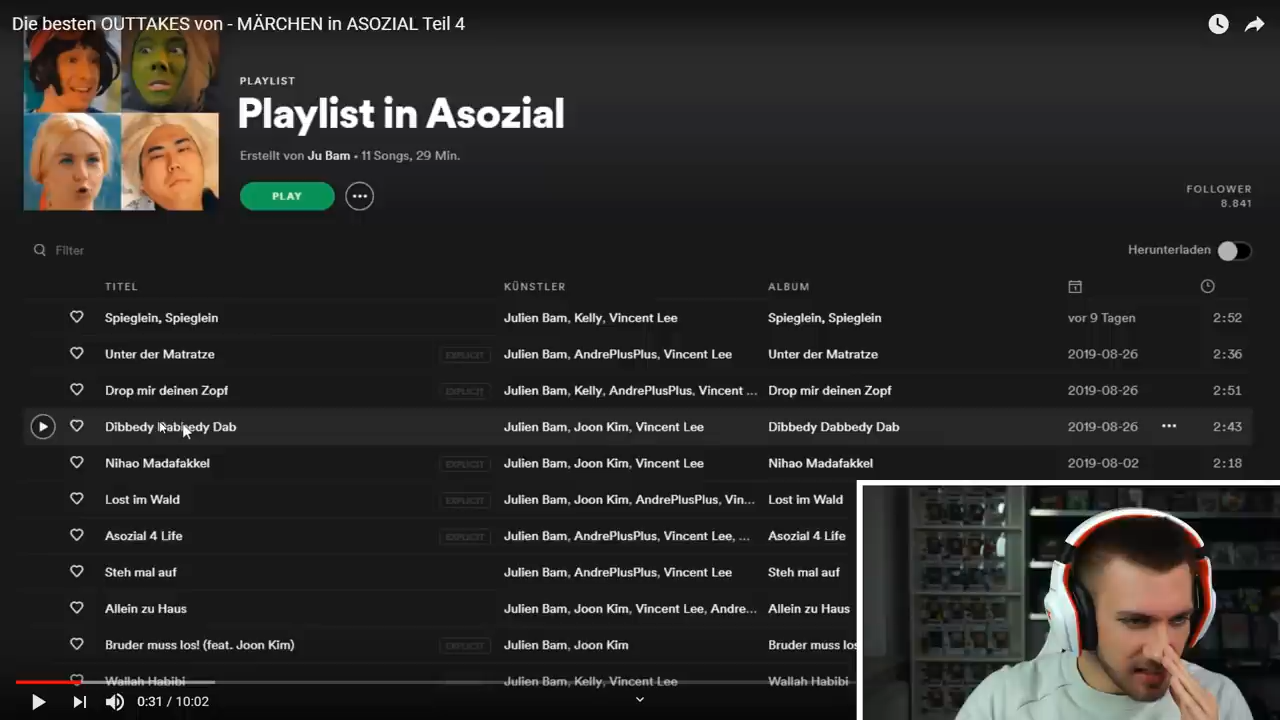 Die besten OUTTAKES von - MÄRCHEN in ASOZIAL Teil 4
PLAYLIST
Playlist in Asozial
Erstellt von Ju Bam • 11 Songs, 29 Min.
PLAY
FOLLOWER
8.841
Filter
Herunterladen
TITEL KÜNSTLER ALBUM
Spieglein, Spieglein Julien Bam, Kelly, Vincent Lee Spieglein, Spieglein vor 9 Tagen 2:52
Unter der Matratze EXPLICIT Julien Bam, AndrePlusPlus, Vincent Lee Unter der Matratze 2019-08-26 2:36
Drop mir deinen Zopf EXPLICIT Julien Bam, Kelly, AndrePlusPlus, Vincent ... Drop mir deinen Zopf 2019-08-26 2:51
Dibbedy Dabbedy Dab Julien Bam, Joon Kim, Vincent Lee Dibbedy Dabbedy Dab 2019-08-26 ••• 2:43
Nihao Madafakkel EXPLICIT Julien Bam, Joon Kim, Vincent Lee Nihao Madafakkel 2019-08-02 2:18
Lost im Wald EXPLICIT Julien Bam, Joon Kim, AndrePlusPlus, Vin... Lost im Wald
Asozial 4 Life EXPLICIT Julien Bam, AndrePlusPlus, Vincent Lee, ... Asozial 4 Life
Steh mal auf Julien Bam, AndrePlusPlus, Vincent Lee Steh mal auf
Allein zu Haus Julien Bam, Joon Kim, Vincent Lee, Andre... Allein zu Haus
Bruder muss los! (feat. Joon Kim) EXPLICIT Julien Bam, Joon Kim Bruder muss los
Wallah Habibi Julien Bam, Kelly, Vincent Lee Wallah Habibi
0:31 / 10:02